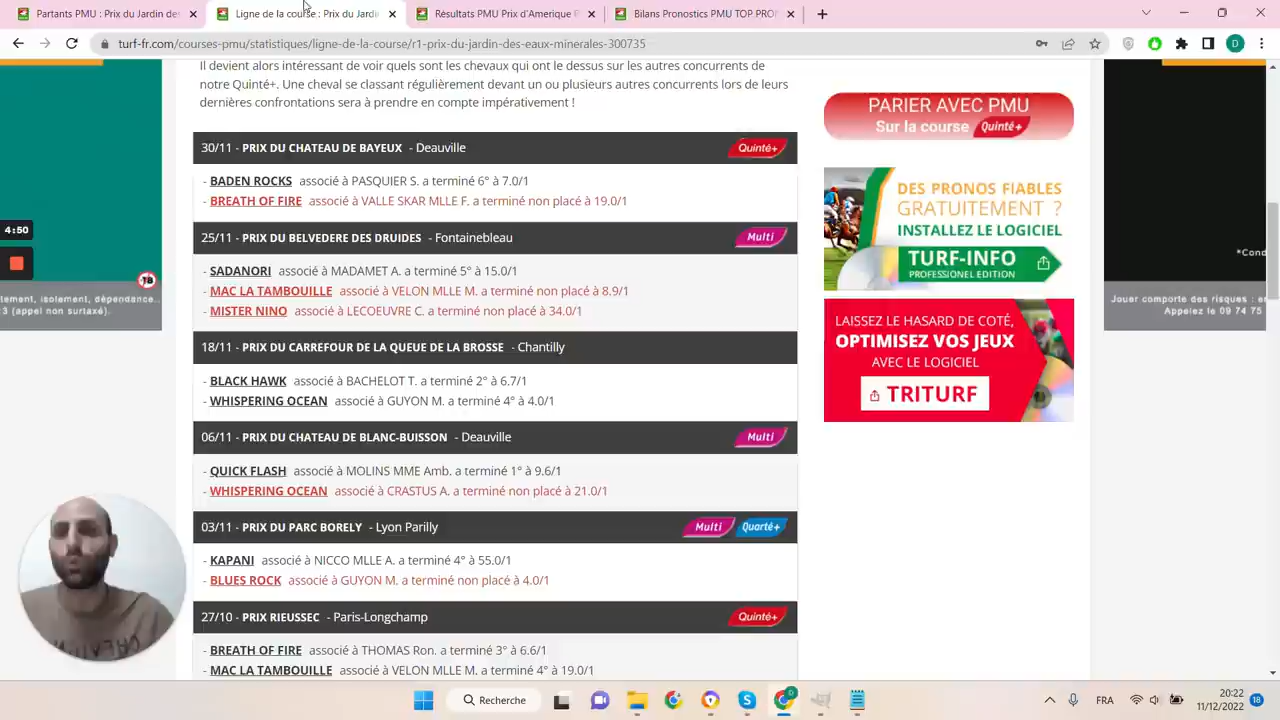 Partants PMU : Prix du Jardin des
Ligne de la course : Prix du Jardi
Résultats PMU Prix d'Amerique
Bilans Pronostics PMU TOP PRO
turf-fr.com/courses-pmu/statistiques/ligne-de-la-course/r1-prix-du-jardin-des-eaux-minerales-300735
D
Il devient alors intéressant de voir quels sont les chevaux qui ont le dessus sur les autres concurrents de
notre Quinté+. Une cheval se classant régulièrement devant un ou plusieurs autres concurrents lors de leurs
dernières confrontations sera à prendre en compte impérativement !
30/11 - PRIX DU CHATEAU DE BAYEUX - Deauville Quinté+
- BADEN ROCKS associé à PASQUIER S. a terminé 6° à 7.0/1
- BREATH OF FIRE associé à VALLE SKAR MLLE F. a terminé non placé à 19.0/1
25/11 - PRIX DU BELVEDERE DES DRUIDES - Fontainebleau Multi
- SADANORI associé à MADAMET A. a terminé 5° à 15.0/1
- MAC LA TAMBOUILLE associé à VELON MLLE M. a terminé non placé à 8.9/1
- MISTER NINO associé à LECOEUVRE C. a terminé non placé à 34.0/1
18/11 - PRIX DU CARREFOUR DE LA QUEUE DE LA BROSSE - Chantilly
- BLACK HAWK associé à BACHELOT T. a terminé 2° à 6.7/1
- WHISPERING OCEAN associé à GUYON M. a terminé 4° à 4.0/1
06/11 - PRIX DU CHATEAU DE BLANC-BUISSON - Deauville Multi
- QUICK FLASH associé à MOLINS MME Amb. a terminé 1° à 9.6/1
- WHISPERING OCEAN associé à CRASTUS A. a terminé non placé à 21.0/1
03/11 - PRIX DU PARC BORELY - Lyon Parilly Multi Quarté+
- KAPANI associé à NICCO MLLE A. a terminé 4° à 55.0/1
- BLUES ROCK associé à GUYON M. a terminé non placé à 4.0/1
27/10 - PRIX RIEUSSEC - Paris-Longchamp Quinté+
- BREATH OF FIRE associé à THOMAS Ron. a terminé 3° à 6.6/1
- MAC LA TAMBOUILLE associé à VELON MLLE M. a terminé 4° à 19.0/1
4:50
18
tement, isolement, dépendance..
3 (appel non surtaxé).
PARIER AVEC PMU
Sur la course Quinté+
DES PRONOS FIABLES
GRATUITEMENT ?
INSTALLEZ LE LOGICIEL
TURF-INFO
PROFESSIONEL EDITION
LAISSEZ LE HASARD DE COTÉ,
OPTIMISEZ VOS JEUX
AVEC LE LOGICIEL
TRITURF
*Cond
Jouer comporte des risques : e
Appelez le 09 74 75
Recherche
FRA
20:22
11/12/2022
18